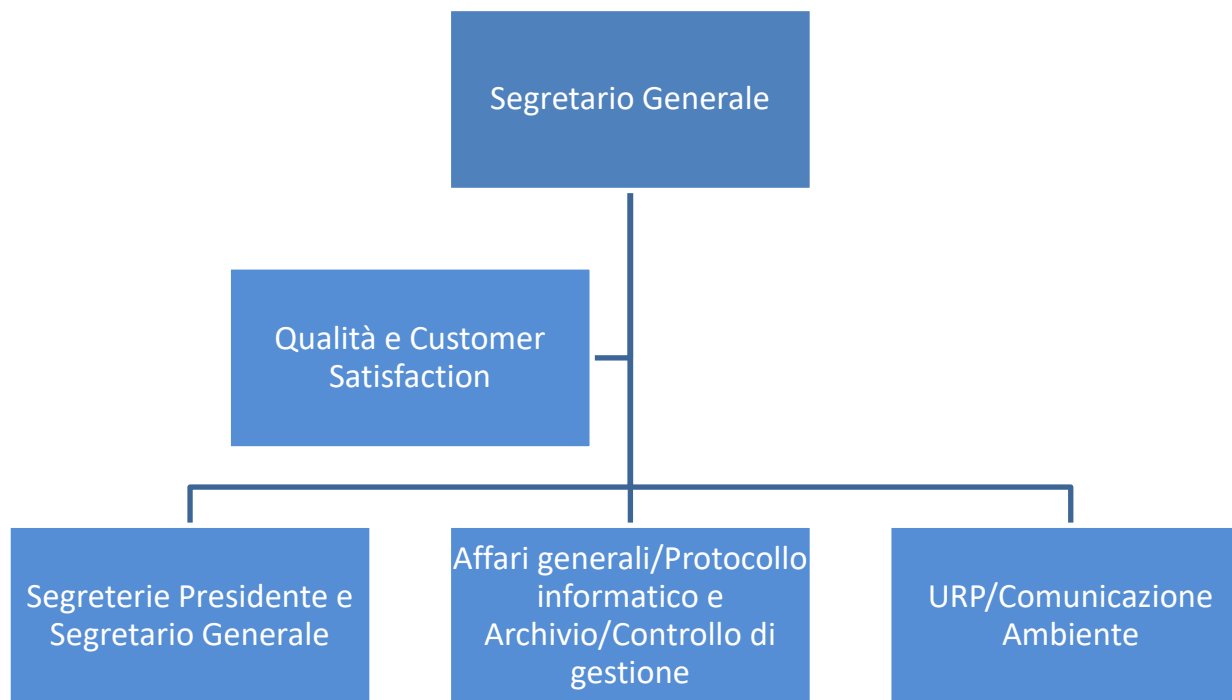 Segretario Generale
Qualità e Customer
Satisfaction
Segreterie Presidente e
Segretario Generale
Affari generali/Protocollo
informatico e
Archivio/Controllo di
gestione
URP/Comunicazione
Ambiente